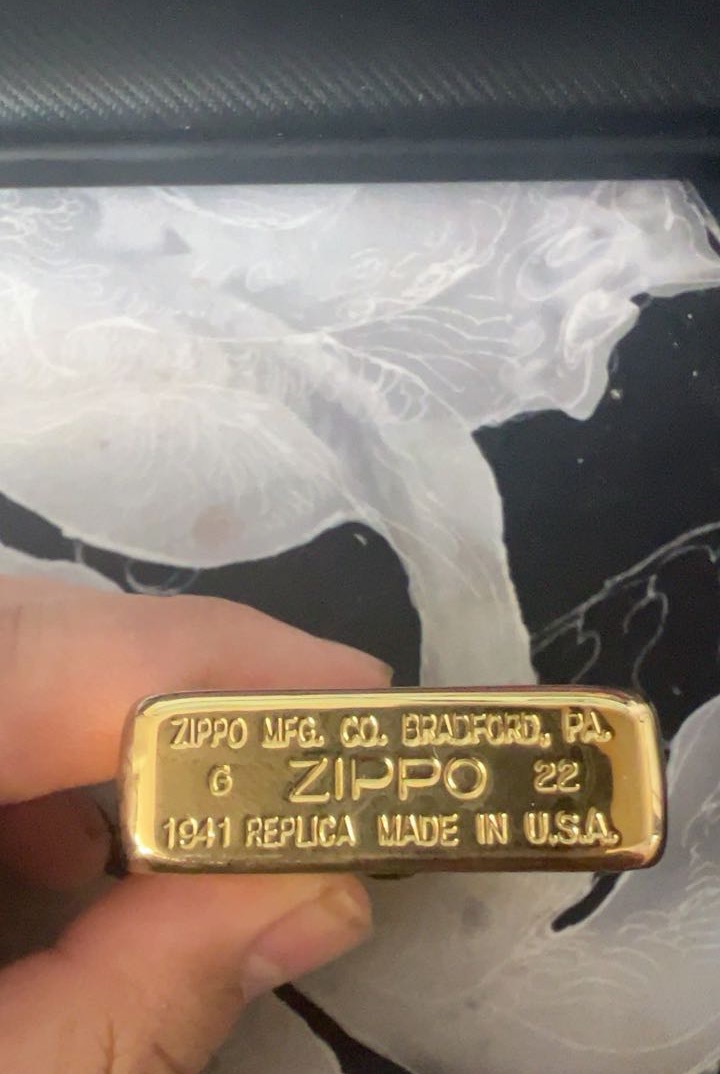 ZIPPO MFG. CO. BRADFORD, PA.
G ZIPPO 22
1941 REPLICA MADE IN U.S.A.